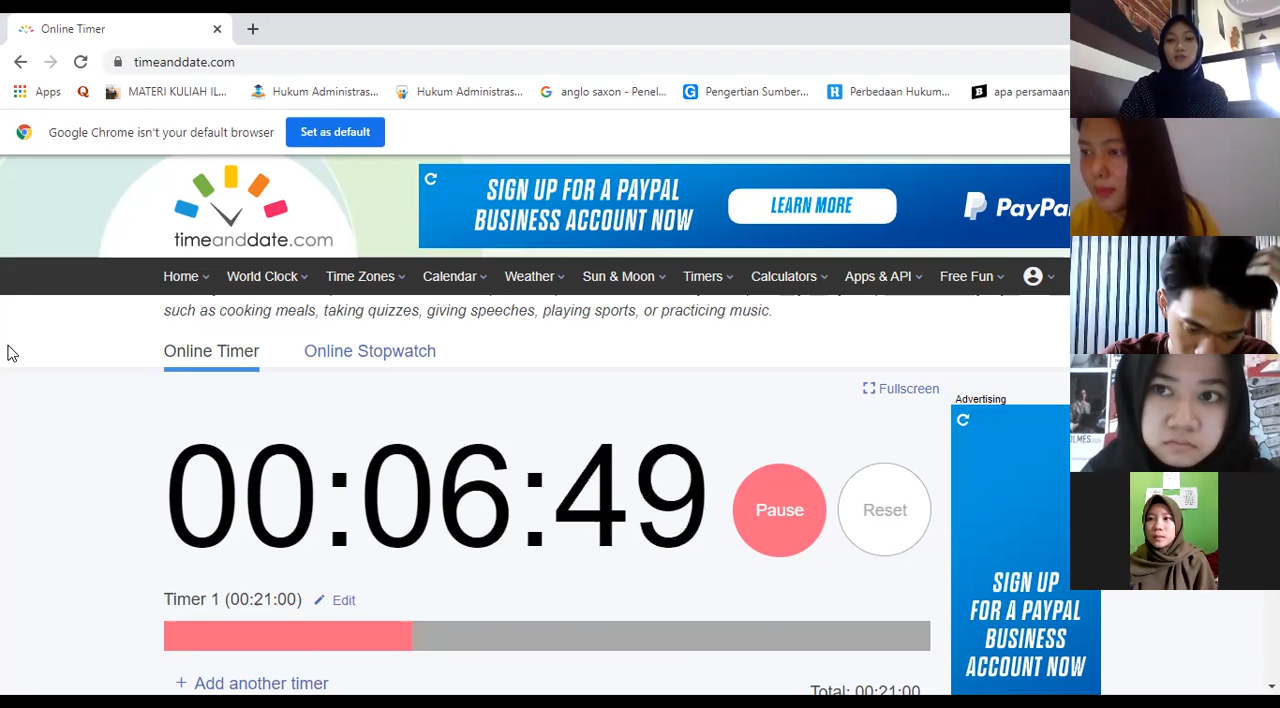 Online Timer
timeanddate.com
Apps
MATERI KULIAH IL...
Hukum Administras...
Hukum Administras...
anglo saxon - Penel...
Pengertian Sumber...
Perbedaan Hukum...
apa persamaan
Google Chrome isn't your default browser
Set as default
timeanddate.com
SIGN UP FOR A PAYPAL
BUSINESS ACCOUNT NOW
LEARN MORE
PayPa
Home
World Clock
Time Zones
Calendar
Weather
Sun & Moon
Timers
Calculators
Apps & API
Free Fun
such as cooking meals, taking quizzes, giving speeches, playing sports, or practicing music.
Online Timer
Online Stopwatch
Fullscreen
Advertising
00:06:49
Pause
Reset
Timer 1 (00:21:00)
Edit
SIGN UP
FOR A PAYPAL
BUSINESS
ACCOUNT NOW
Add another timer
Total: 00:21:00